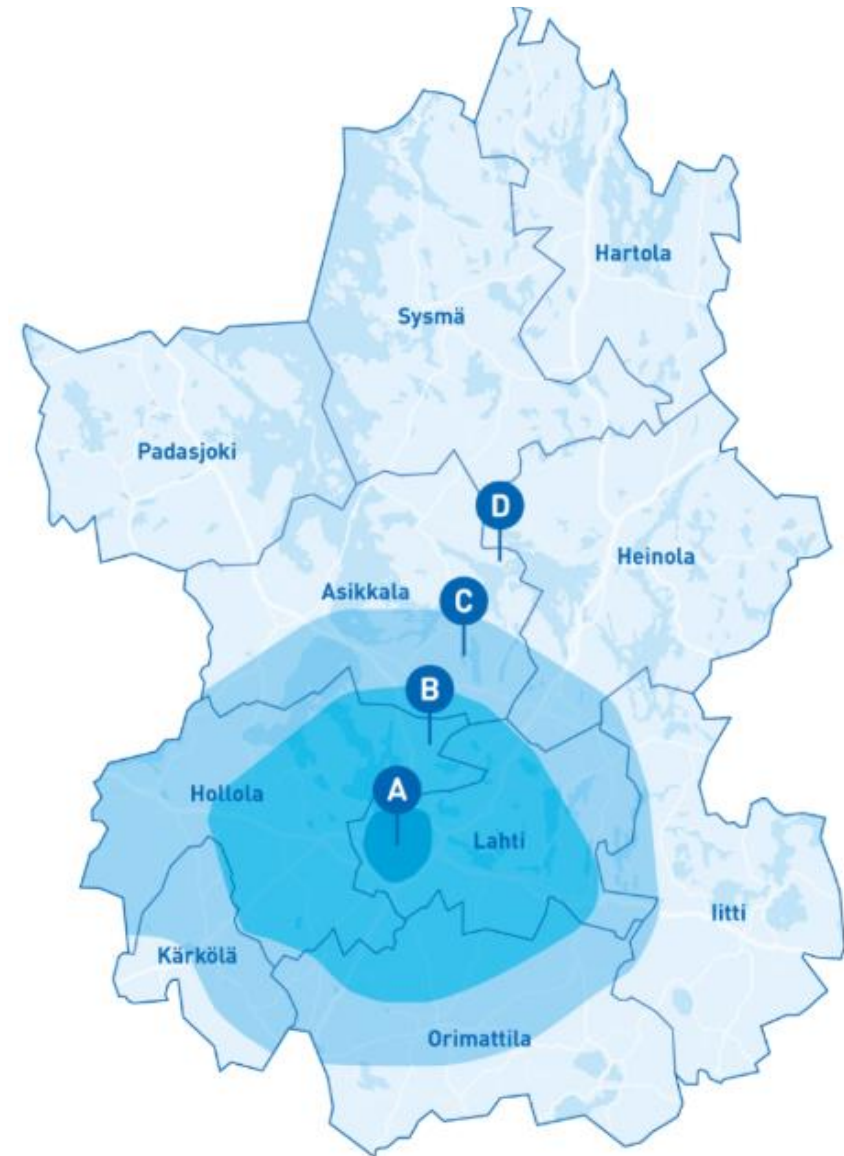 Hartola
Sysmä
Padasjoki
D
Heinola
Asikkala
C
B
A
Hollola
Lahti
Iitti
Kärkölä
Orimattila